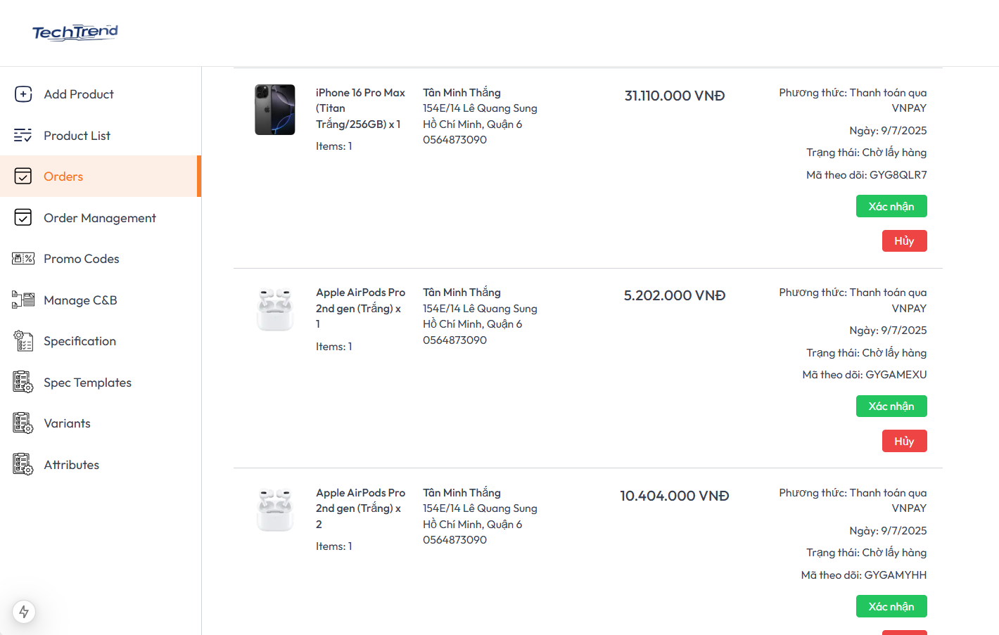 TechTrend
Add Product
Product List
Orders
Order Management
Promo Codes
Manage C&B
Specification
Spec Templates
Variants
Attributes
iPhone 16 Pro Max
(Titan
Trắng/256GB) x 1
Items: 1
Tân Minh Thắng
154E/14 Lê Quang Sung
Hồ Chí Minh, Quận 6
0564873090
31.110.000 VNĐ
Phương thức: Thanh toán qua
VNPAY
Ngày: 9/7/2025
Trạng thái: Chờ lấy hàng
Mã theo dõi: GYG8QLR7
Xác nhận
Hủy
Apple AirPods Pro
2nd gen (Trắng) x
1
Items: 1
Tân Minh Thắng
154E/14 Lê Quang Sung
Hồ Chí Minh, Quận 6
0564873090
5.202.000 VNĐ
Phương thức: Thanh toán qua
VNPAY
Ngày: 9/7/2025
Trạng thái: Chờ lấy hàng
Mã theo dõi: GYGAMEXU
Xác nhận
Hủy
Apple AirPods Pro
2nd gen (Trắng) x
2
Items: 1
Tân Minh Thắng
154E/14 Lê Quang Sung
Hồ Chí Minh, Quận 6
0564873090
10.404.000 VNĐ
Phương thức: Thanh toán qua
VNPAY
Ngày: 9/7/2025
Trạng thái: Chờ lấy hàng
Mã theo dõi: GYGAMYHH
Xác nhận